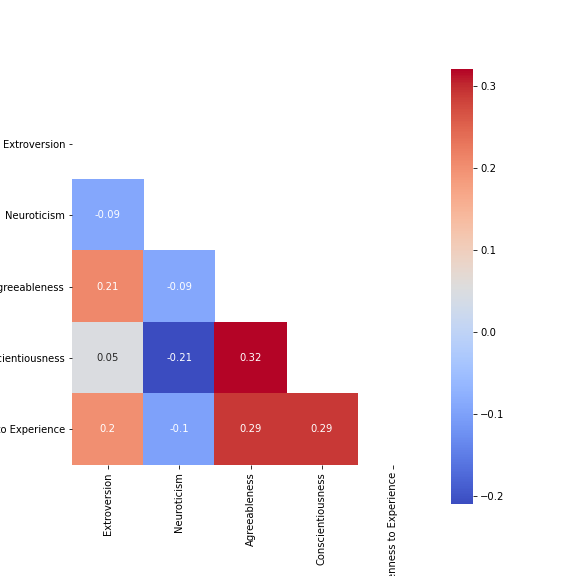 Extroversion
Neuroticism
-0.09
greeableness
0.21
-0.09
cientiousness
0.05
-0.21
0.32
to Experience
0.2
-0.1
0.29
0.29
Extroversion
Neuroticism
Agreeableness
Conscientiousness
enness to Experience
0.3
0.2
0.1
0.0
−0.1
−0.2